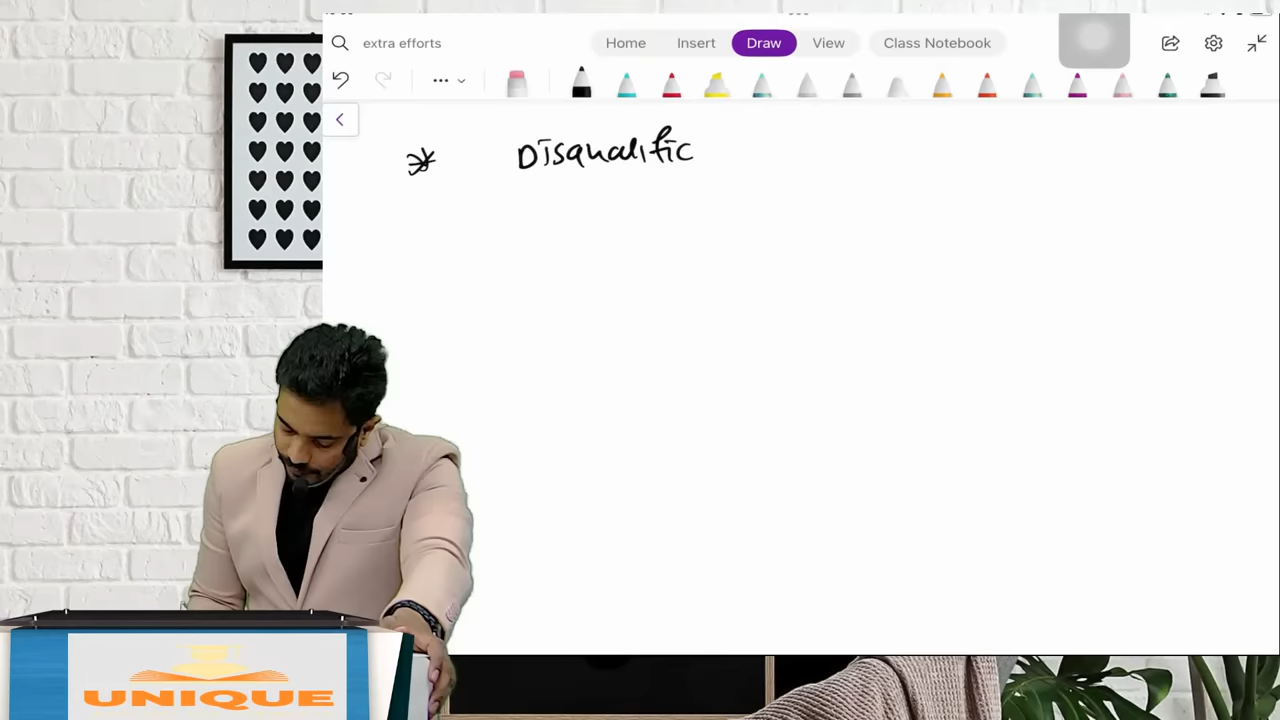 extra efforts
Home
Insert
Draw
View
Class Notebook
Disqualific
UNIQUE